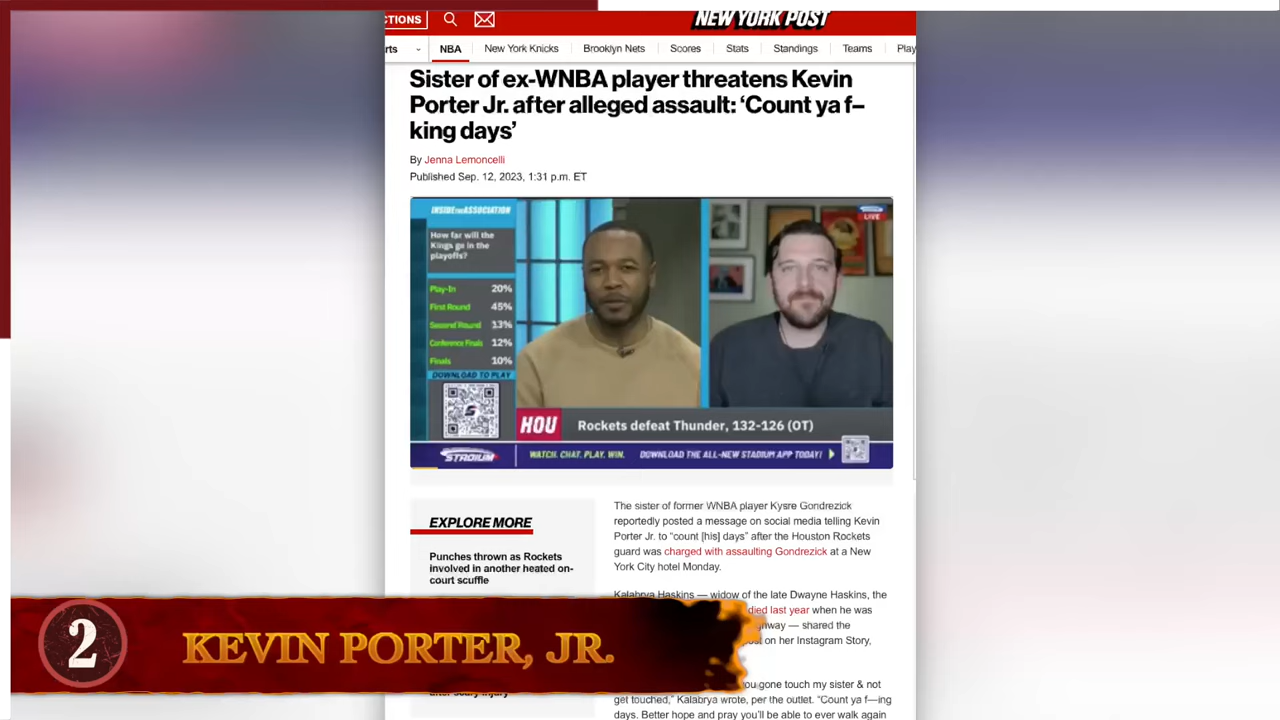 CTIONS
NEW YORK POST
rts
NBA
New York Knicks
Brooklyn Nets
Scores
Stats
Standings
Teams
Play
Sister of ex-WNBA player threatens Kevin
Porter Jr. after alleged assault: ‘Count ya f–
king days’
By Jenna Lemoncelli
Published Sep. 12, 2023, 1:31 p.m. ET
INSIDE THE ASSOCIATION
How far will the
Kings go in the
playoffs?
Play-In 20%
First Round 45%
Second Round 13%
Conference Finals 12%
Finals 10%
DOWNLOAD TO PLAY
LIVE
HOU
Rockets defeat Thunder, 132-126 (OT)
STADIUM
WATCH. CHAT. PLAY. WIN.
DOWNLOAD THE ALL-NEW STADIUM APP TODAY!
EXPLORE MORE
Punches thrown as Rockets
involved in another heated on-
court scuffle
The sister of former WNBA player Kysre Gondrezick
reportedly posted a message on social media telling Kevin
Porter Jr. to “count [his] days” after the Houston Rockets
guard was charged with assaulting Gondrezick at a New
York City hotel Monday.
Kalabrya Haskins — widow of the late Dwayne Haskins, the
died last year when he was
— shared the
on her Instagram Story,
you gone touch my sister & not
get touched,” Kalabrya wrote, per the outlet. “Count ya f—ing
days. Better hope and pray you’ll be able to ever walk again
2
KEVIN PORTER, JR.